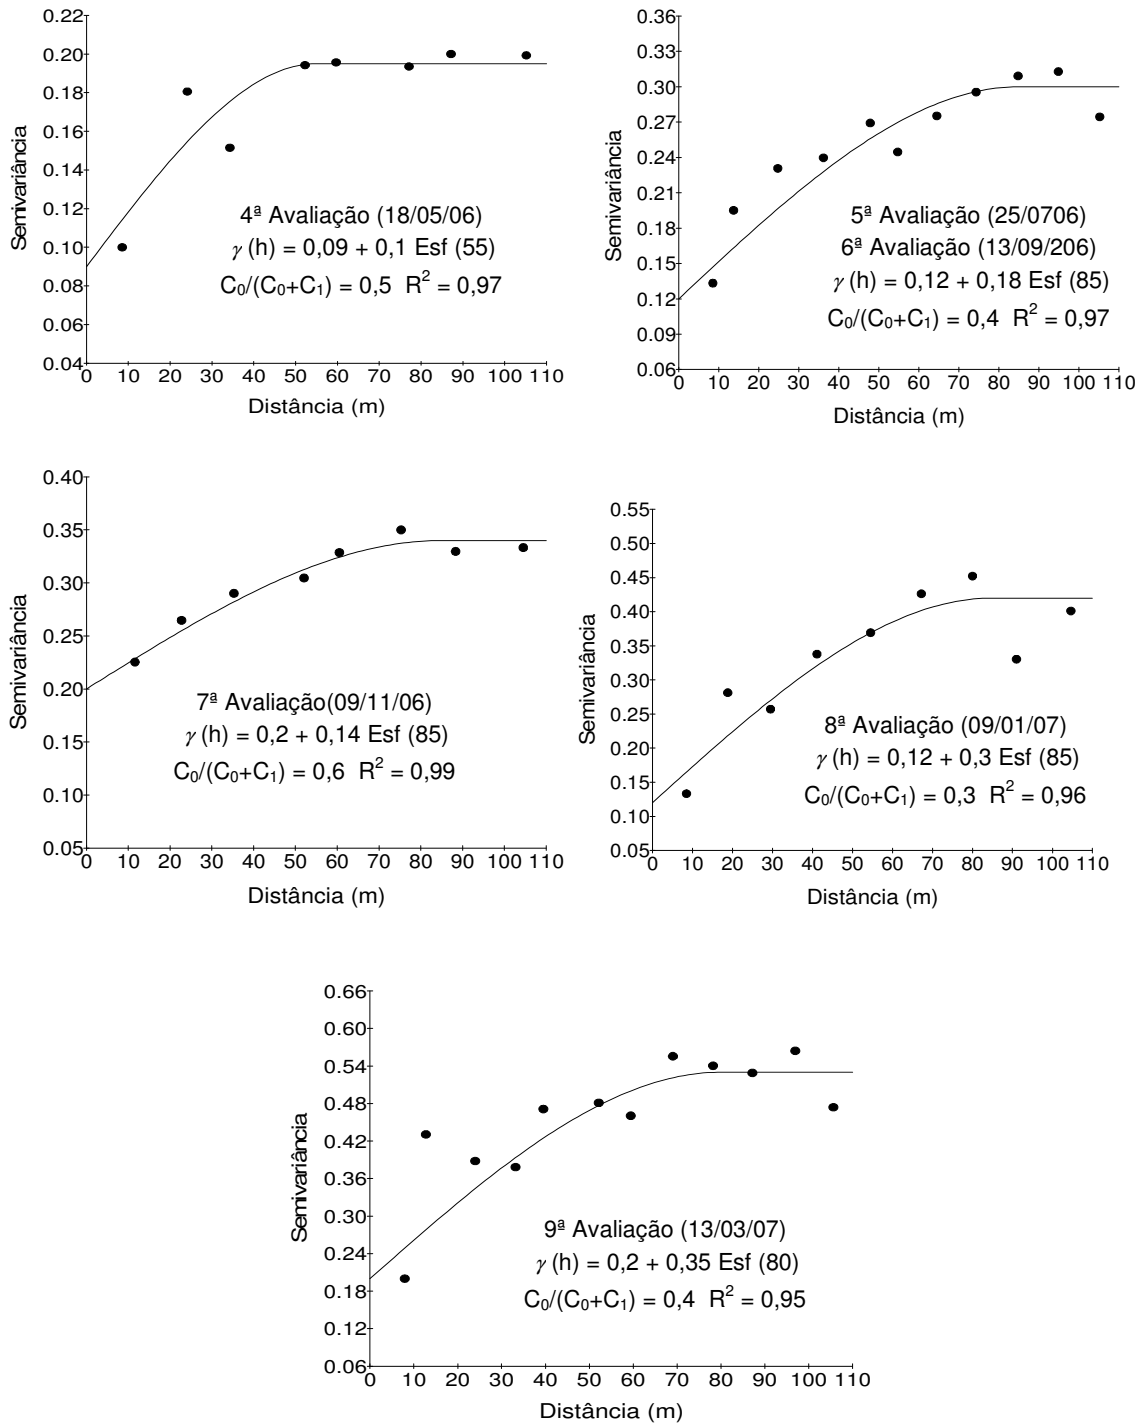 0.22
0.20
0.18
0.16
0.14
0.12
0.10
0.08
0.06
0.04
Semivariância
0 10 20 30 40 50 60 70 80 90 100 110
Distância (m)
4ª Avaliação (18/05/06)
γ (h) = 0,09 + 0,1 Esf (55)
C₀/(C₀+C₁) = 0,5 R² = 0,97
0.36
0.33
0.30
0.27
0.24
0.21
0.18
0.15
0.12
0.09
0.06
Semivariância
0 10 20 30 40 50 60 70 80 90 100 110
Distância (m)
5ª Avaliação (25/0706)
6ª Avaliação (13/09/206)
γ (h) = 0,12 + 0,18 Esf (85)
C₀/(C₀+C₁) = 0,4 R² = 0,97
0.40
0.35
0.30
0.25
0.20
0.15
0.10
0.05
Semivariância
0 10 20 30 40 50 60 70 80 90 100 110
Distância (m)
7ª Avaliação(09/11/06)
γ (h) = 0,2 + 0,14 Esf (85)
C₀/(C₀+C₁) = 0,6 R² = 0,99
0.55
0.50
0.45
0.40
0.35
0.30
0.25
0.20
0.15
0.10
0.05
Semivariância
0 10 20 30 40 50 60 70 80 90 100 110
Distância (m)
8ª Avaliação (09/01/07)
γ (h) = 0,12 + 0,3 Esf (85)
C₀/(C₀+C₁) = 0,3 R² = 0,96
0.66
0.60
0.54
0.48
0.42
0.36
0.30
0.24
0.18
0.12
0.06
Semivariância
0 10 20 30 40 50 60 70 80 90 100 110
Distância (m)
9ª Avaliação (13/03/07)
γ (h) = 0,2 + 0,35 Esf (80)
C₀/(C₀+C₁) = 0,4 R² = 0,95